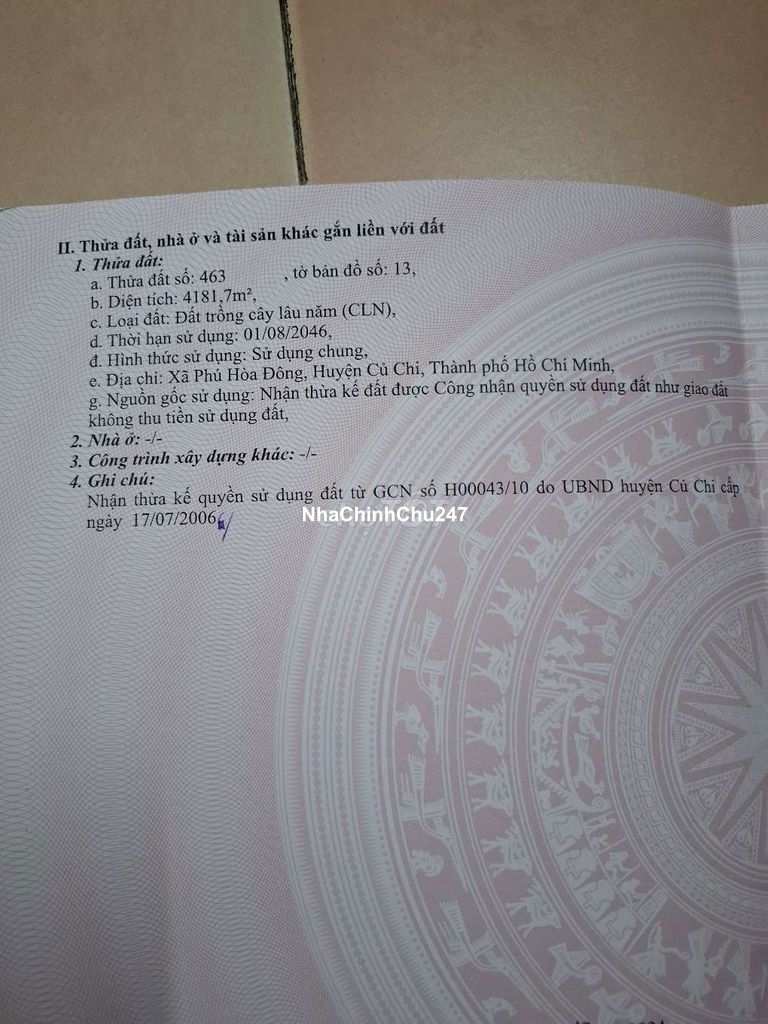 II. Thửa đất, nhà ở và tài sản khác gắn liền với đất
1. Thửa đất:
a. Thửa đất số: 463 , tờ bản đồ số: 13,
b. Diện tích: 4181,7m²,
c. Loại đất: Đất trồng cây lâu năm (CLN),
d. Thời hạn sử dụng: 01/08/2046,
đ. Hình thức sử dụng: Sử dụng chung,
e. Địa chỉ: Xã Phú Hòa Đông, Huyện Củ Chi, Thành phố Hồ Chí Minh,
g. Nguồn gốc sử dụng: Nhận thừa kế đất được Công nhận quyền sử dụng đất như giao đất
không thu tiền sử dụng đất,
2. Nhà ở: -/-
3. Công trình xây dựng khác: -/-
4. Ghi chú:
Nhận thừa kế quyền sử dụng đất từ GCN số H00043/10 do UBND huyện Củ Chi cấp
ngày 17/07/2006
NhaChinhChu247